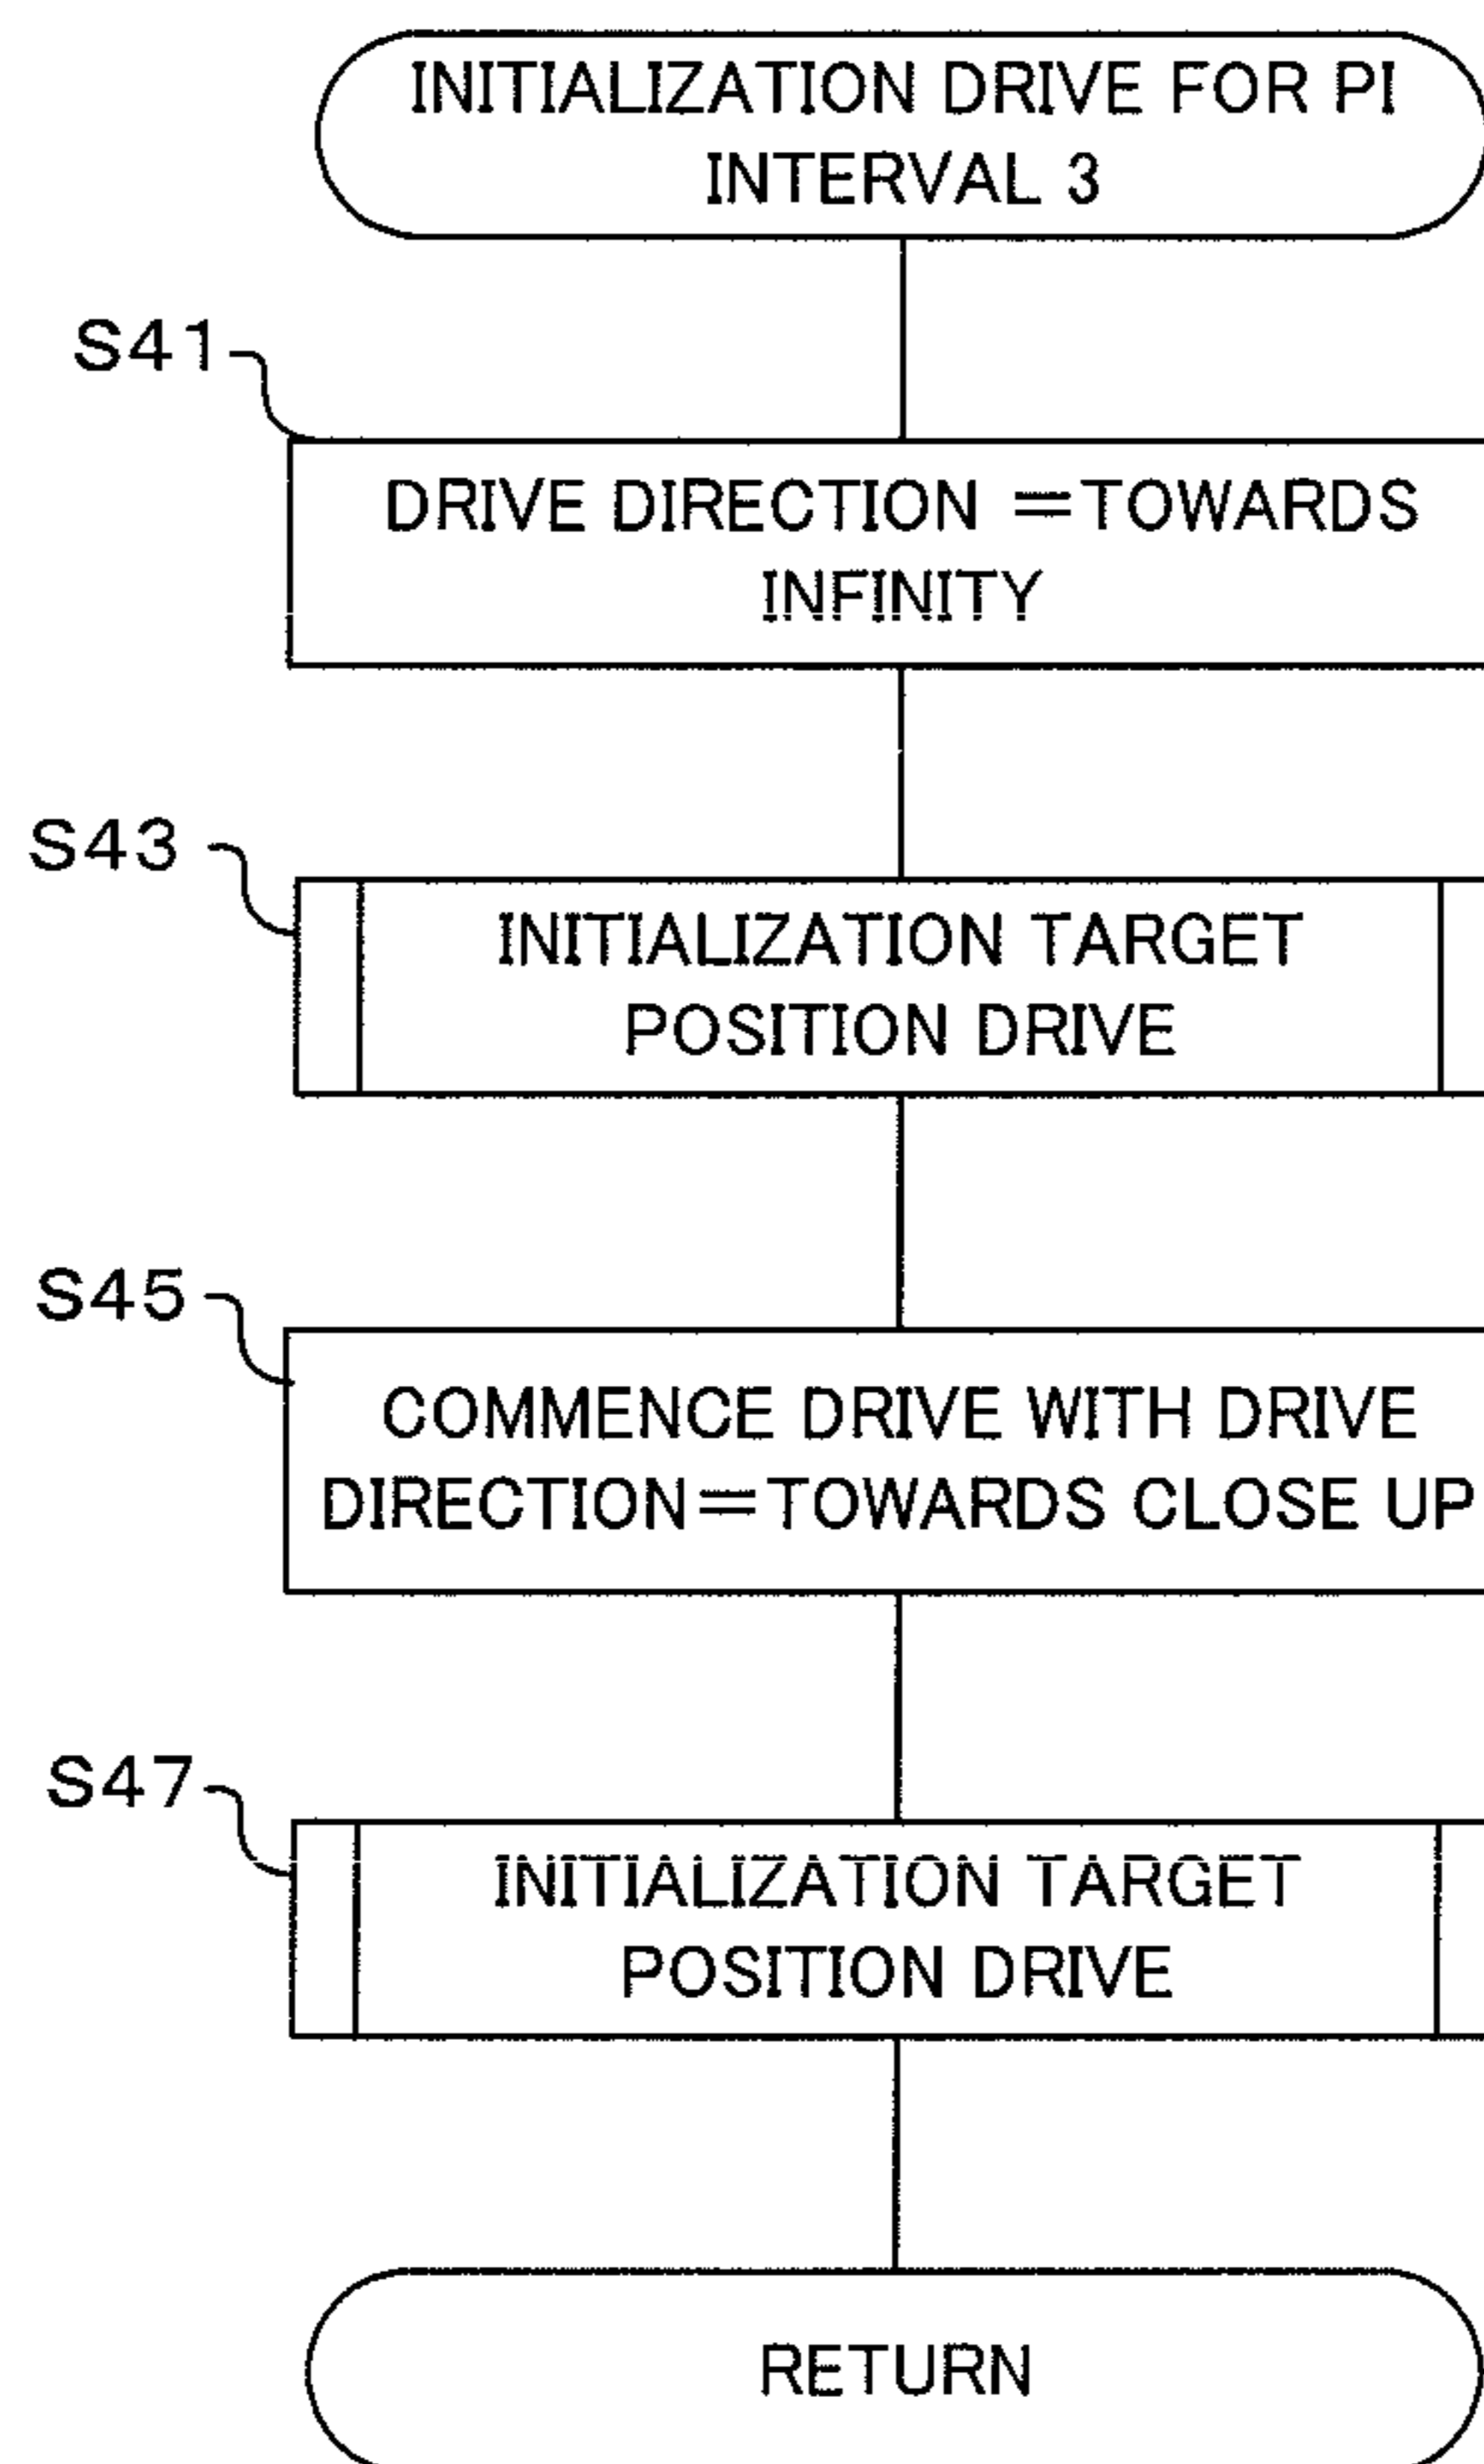 INITIALIZATION DRIVE FOR PI
INTERVAL 3
S41
DRIVE DIRECTION =TOWARDS
INFINITY
S43
INITIALIZATION TARGET
POSITION DRIVE
S45
COMMENCE DRIVE WITH DRIVE
DIRECTION=TOWARDS CLOSE UP
S47
INITIALIZATION TARGET
POSITION DRIVE
RETURN